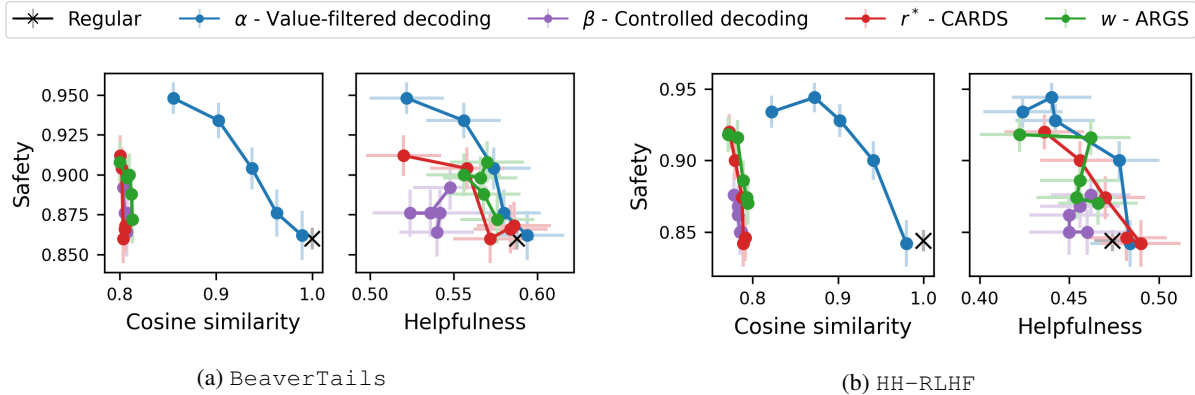 Regular α - Value-filtered decoding β - Controlled decoding r* - CARDS w - ARGS
Safety
0.950
0.925
0.900
0.875
0.850
0.8 0.9 1.0
Cosine similarity
0.50 0.55 0.60
Helpfulness
(a) BeaverTails
Safety
0.95
0.90
0.85
0.8 0.9 1.0
Cosine similarity
0.40 0.45 0.50
Helpfulness
(b) HH-RLHF